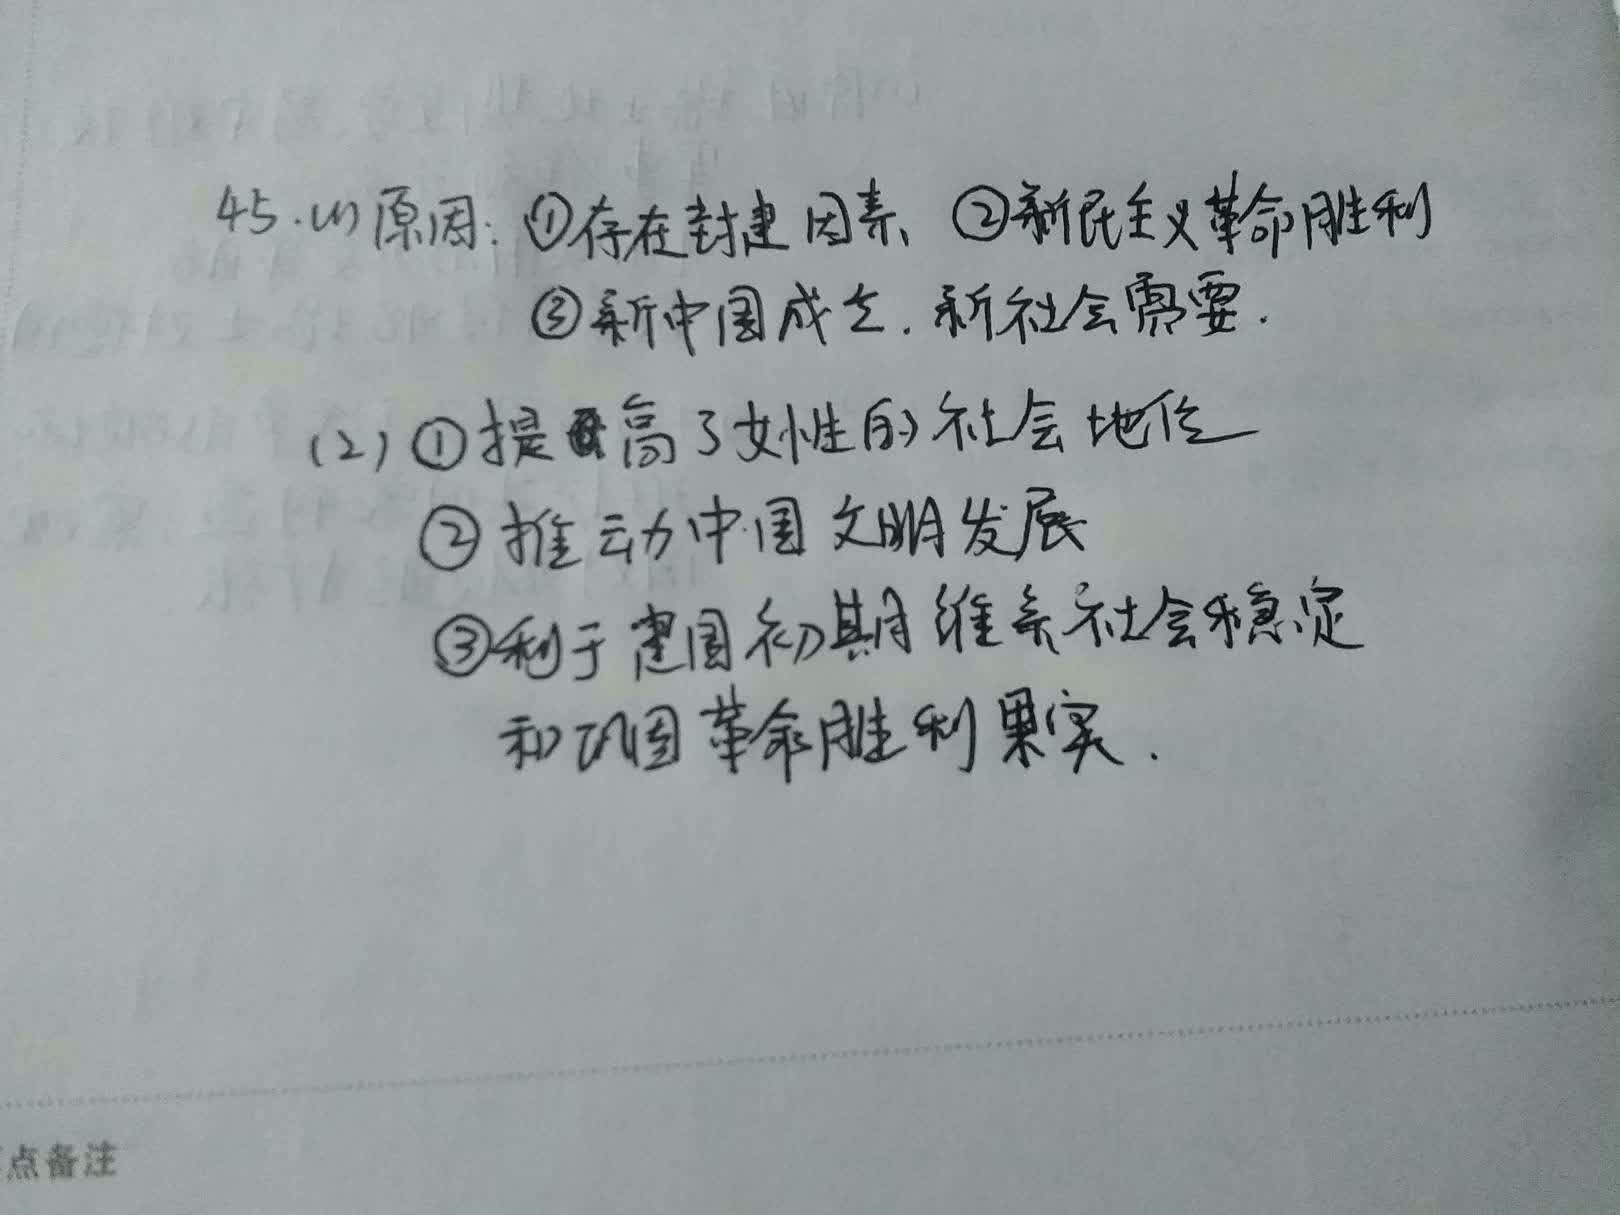 45.(1)原因:①存在封建因素、②新民主义革命胜利
③新中国成立.新社会需要.
(2)①提高了女性的社会地位
②推动中国文明发展
③利于建国初期维系社会稳定
和巩固革命胜利果实.
点备注